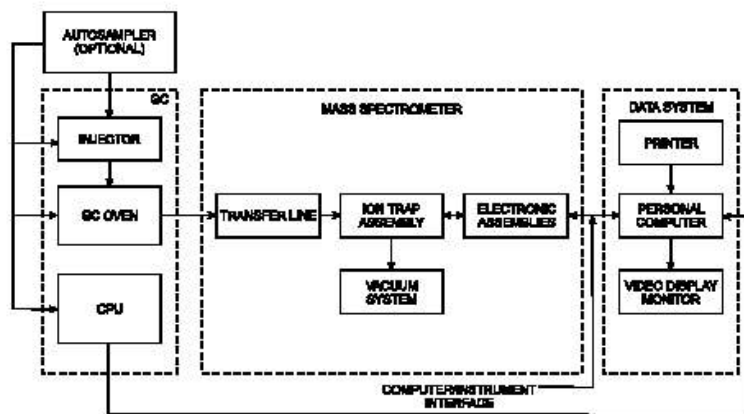 AUTOSAMPLER
(OPTIONAL)
GC
INJECTOR
GC OVEN
CPU
MASS SPECTROMETER
TRANSFER LINE
ION TRAP
ASSEMBLY
ELECTRONIC
ASSEMBLIES
VACUUM
SYSTEM
DATA SYSTEM
PRINTER
PERSONAL
COMPUTER
VIDEO DISPLAY
MONITOR
COMPUTER/INSTRUMENT
INTERFACE